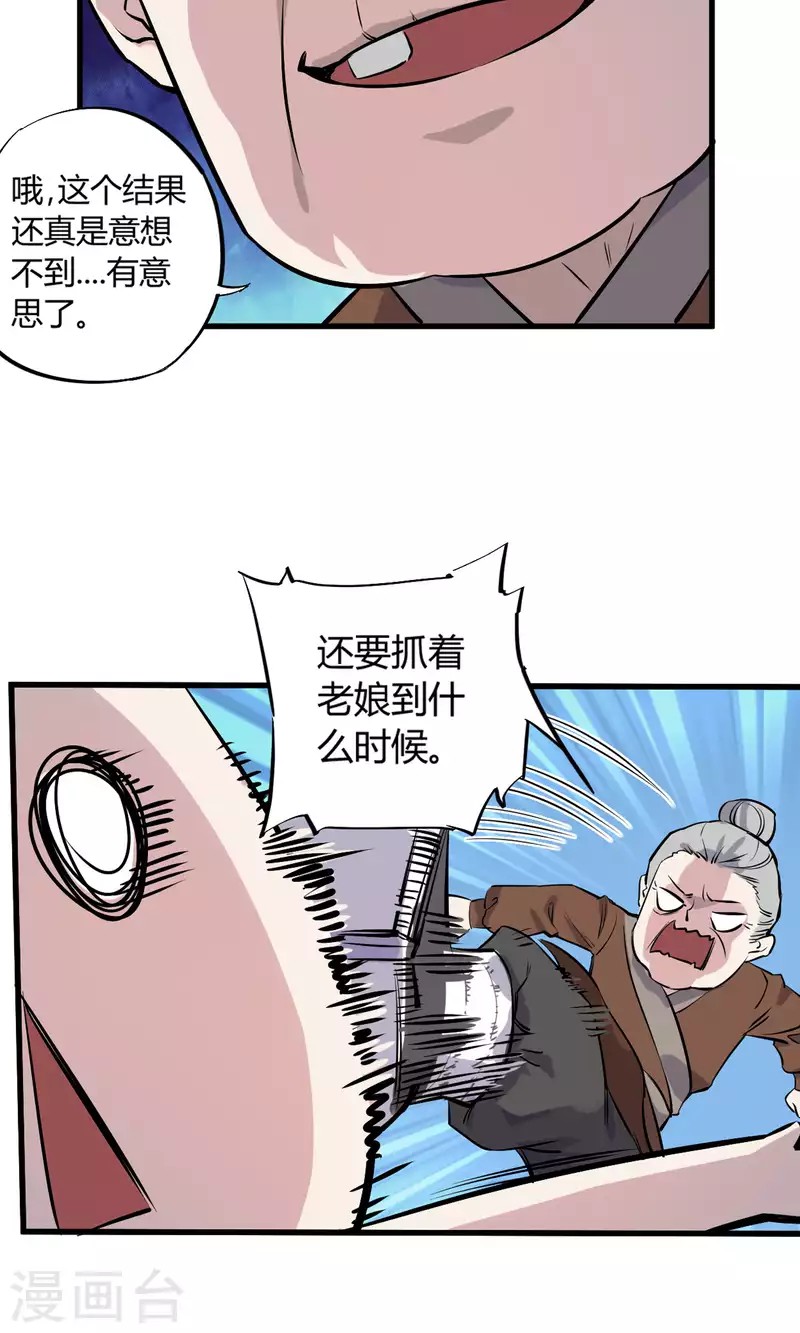 哦,这个结果
还真是意想
不到....有意
思了。
还要抓着
老娘到什
么时候。
漫画台